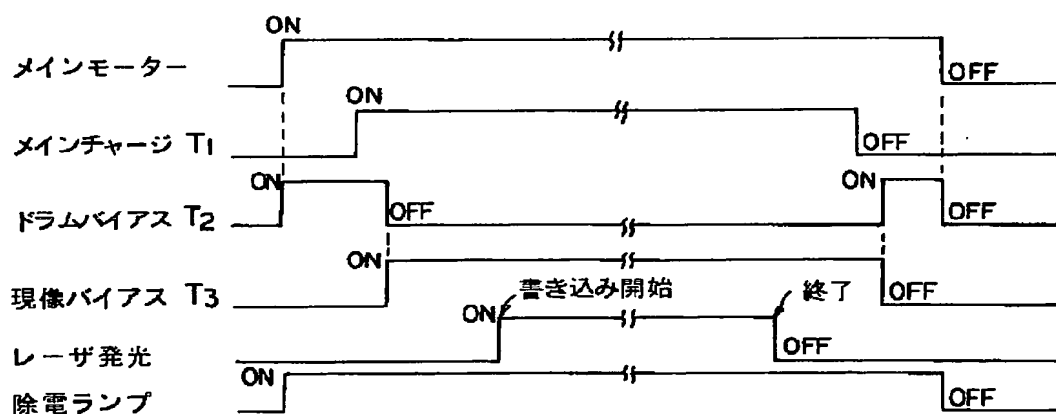 ON
メインモーター
OFF
ON
メインチャージ T1
OFF
ON ON
ドラムバイアス T2
OFF OFF
ON
現像バイアス T3
OFF
書き込み開始 終了
ON
レーザ発光
OFF
ON
除電ランプ
OFF